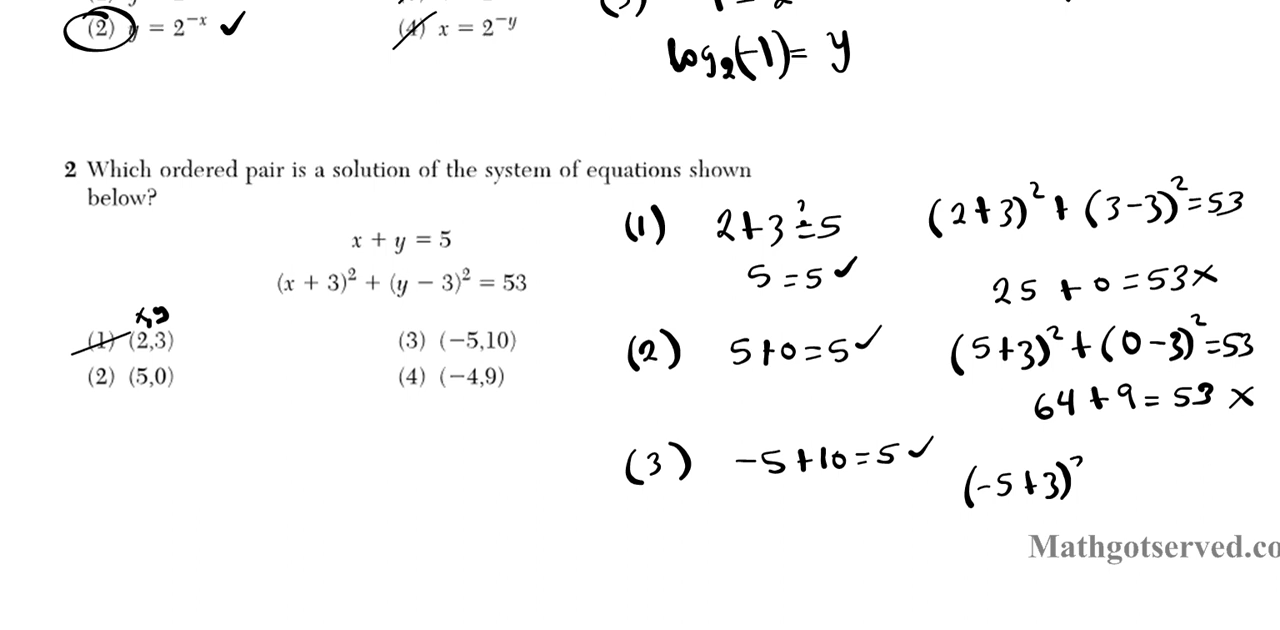 (2) y = 2^{-x} ✓
(4) x = 2^{-y}
log₂(-1) = y
2 Which ordered pair is a solution of the system of equations shown
below?
x + y = 5
(x + 3)² + (y − 3)² = 53
x,y
(1) (2,3)
(3) (−5,10)
(2) (5,0)
(4) (−4,9)
(1) 2+3 ≟ 5
(2+3)² + (3-3)² = 53
5 = 5 ✓
25 + 0 = 53 x
(2) 5+0 = 5 ✓
(5+3)² + (0-3)² = 53
64 + 9 = 53 x
(3) -5+10 = 5 ✓
(-5+3)²
Mathgotserved.co